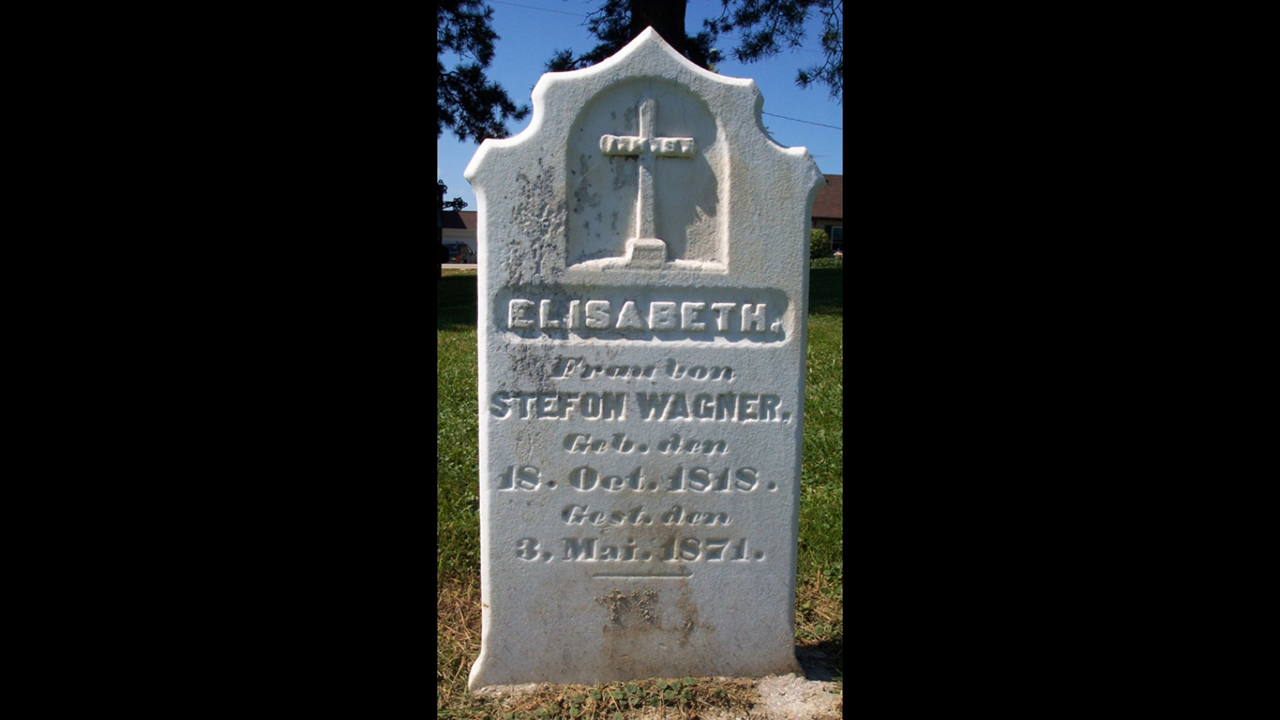 ELISABETH.
Frau von
STEFON WAGNER.
Geb. den
18. Oct. 1818.
Gest. den
3, Mai. 1871.